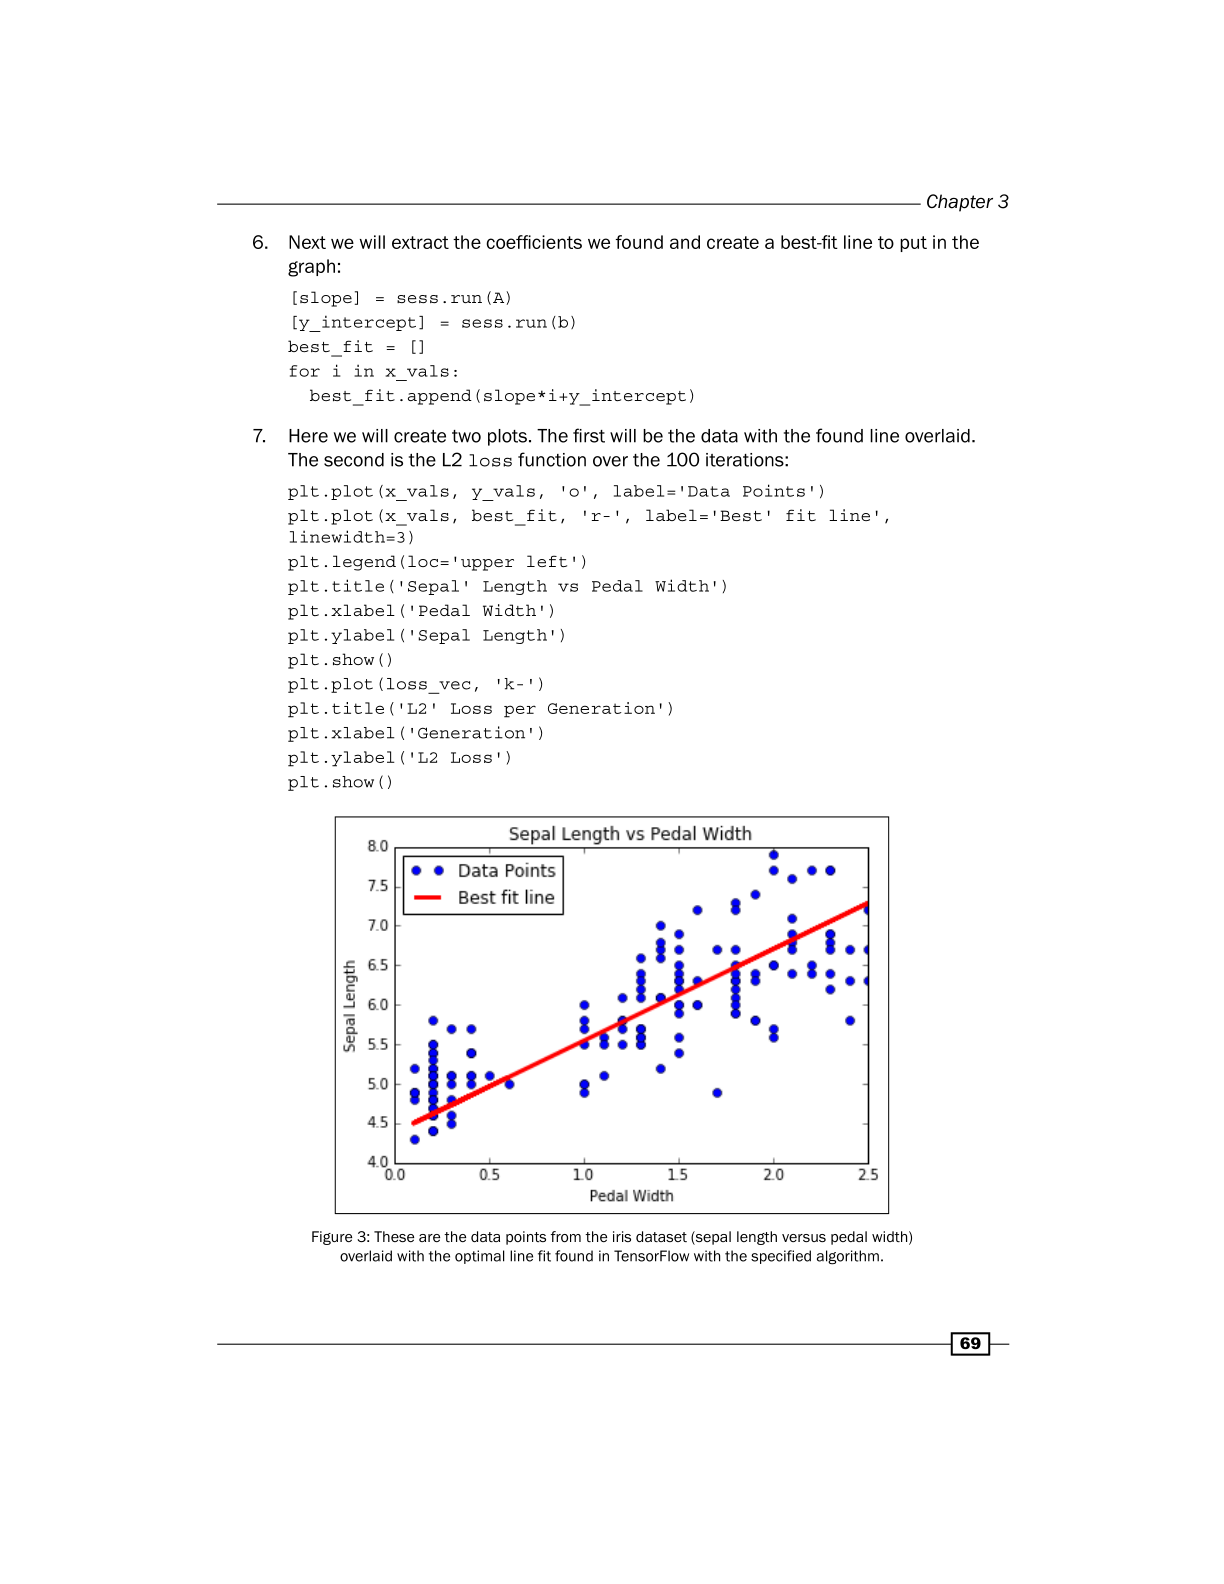 Chapter 3
6. Next we will extract the coefficients we found and create a best-fit line to put in the
graph:
[slope] = sess.run(A)
[y_intercept] = sess.run(b)
best_fit = []
for i in x_vals:
  best_fit.append(slope*i+y_intercept)
7. Here we will create two plots. The first will be the data with the found line overlaid.
The second is the L2 loss function over the 100 iterations:
plt.plot(x_vals, y_vals, 'o', label='Data Points')
plt.plot(x_vals, best_fit, 'r-', label='Best' fit line',
linewidth=3)
plt.legend(loc='upper left')
plt.title('Sepal' Length vs Pedal Width')
plt.xlabel('Pedal Width')
plt.ylabel('Sepal Length')
plt.show()
plt.plot(loss_vec, 'k-')
plt.title('L2' Loss per Generation')
plt.xlabel('Generation')
plt.ylabel('L2 Loss')
plt.show()
Sepal Length vs Pedal Width
8.0
7.5
7.0
6.5
6.0
5.5
5.0
4.5
4.0
Sepal Length
Data Points
Best fit line
0.0 0.5 1.0 1.5 2.0 2.5
Pedal Width
Figure 3: These are the data points from the iris dataset (sepal length versus pedal width)
overlaid with the optimal line fit found in TensorFlow with the specified algorithm.
69